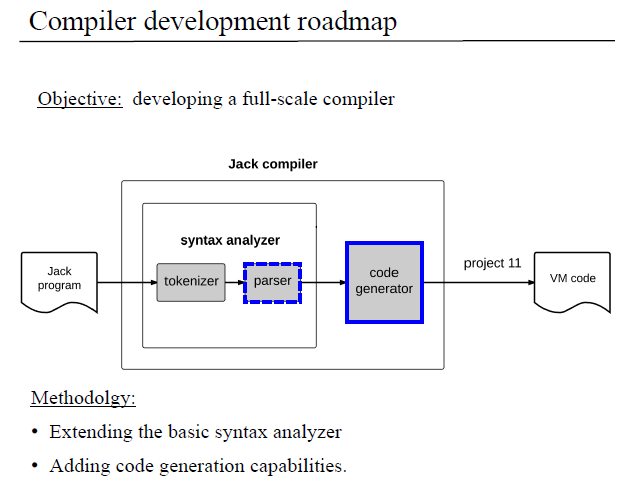 Compiler development roadmap
Objective: developing a full-scale compiler
Jack compiler
syntax analyzer
Jack
program
tokenizer
parser
code
generator
project 11
VM code
Methodolgy:
• Extending the basic syntax analyzer
• Adding code generation capabilities.